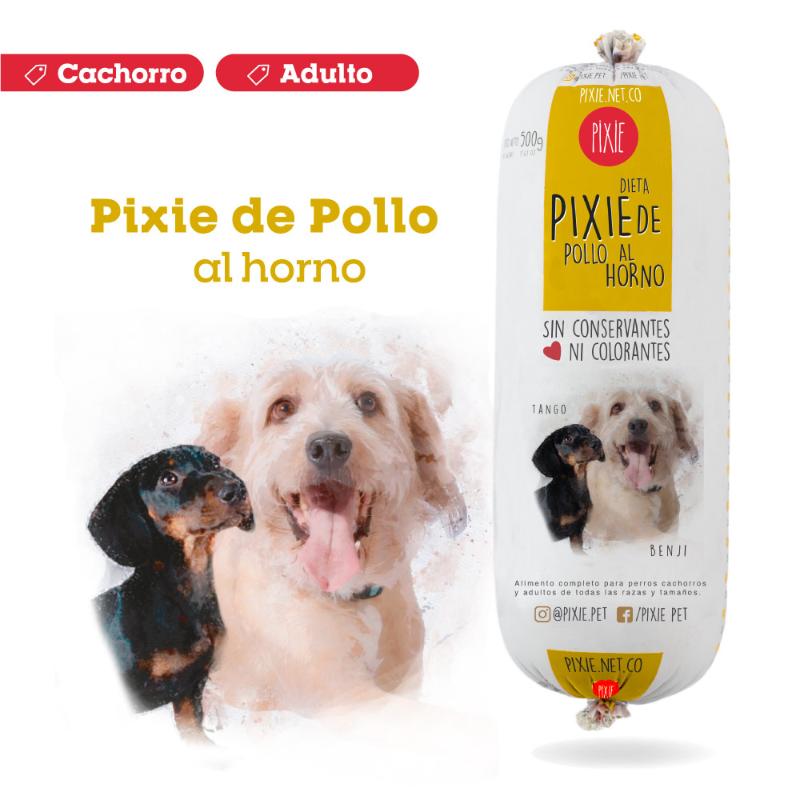 Cachorro
Adulto
Pixie de Pollo
al horno
PIXIE.NET.CO
PIXIE
500g
DIETA
PIXIE DE
POLLO AL
HORNO
SIN CONSERVANTES
NI COLORANTES
TANGO
BENJI
Alimento completo para perros cachorros
y adultos de todas las razas y tamaños.
@PIXIE.PET /PIXIE PET
PIXIE.NET.CO
PIXIE